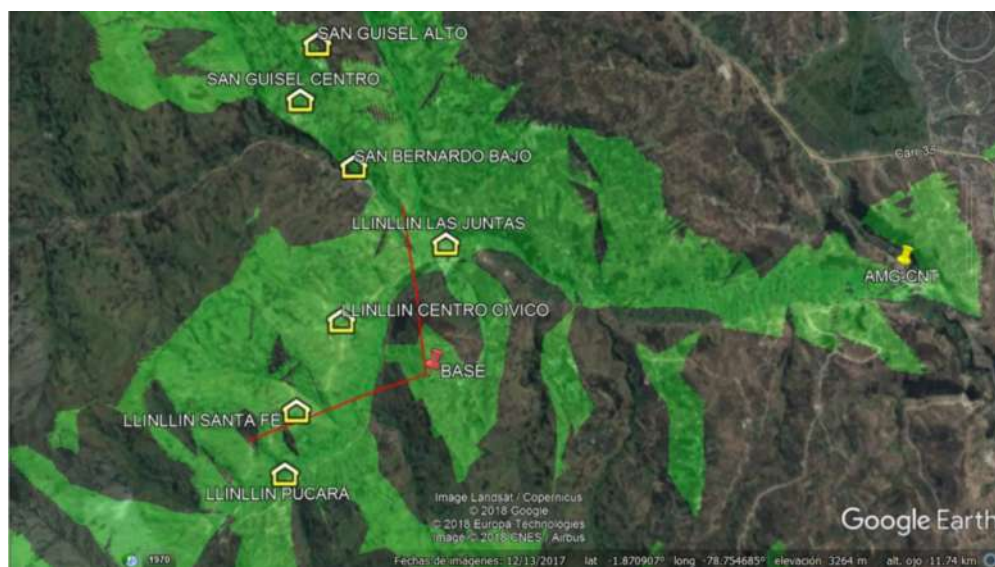 SAN GUISEL ALTO
SAN GUISEL CENTRO
SAN BERNARDO BAJO
Carr 35
LLINLLIN LAS JUNTAS
AMG-CNT
LLINLLIN CENTRO CIVICO
BASE
LLINLLIN SANTA FE
LLINLLIN PUCARA
Image Landsat / Copernicus
© 2018 Google
© 2018 Europa Technologies
Image © 2018 CNES / Airbus
Google Earth
1970
Fechas de imágenes: 12/13/2017 lat -1.870907° long -78.754685° elevación 3264 m alt. ojo 11.74 km